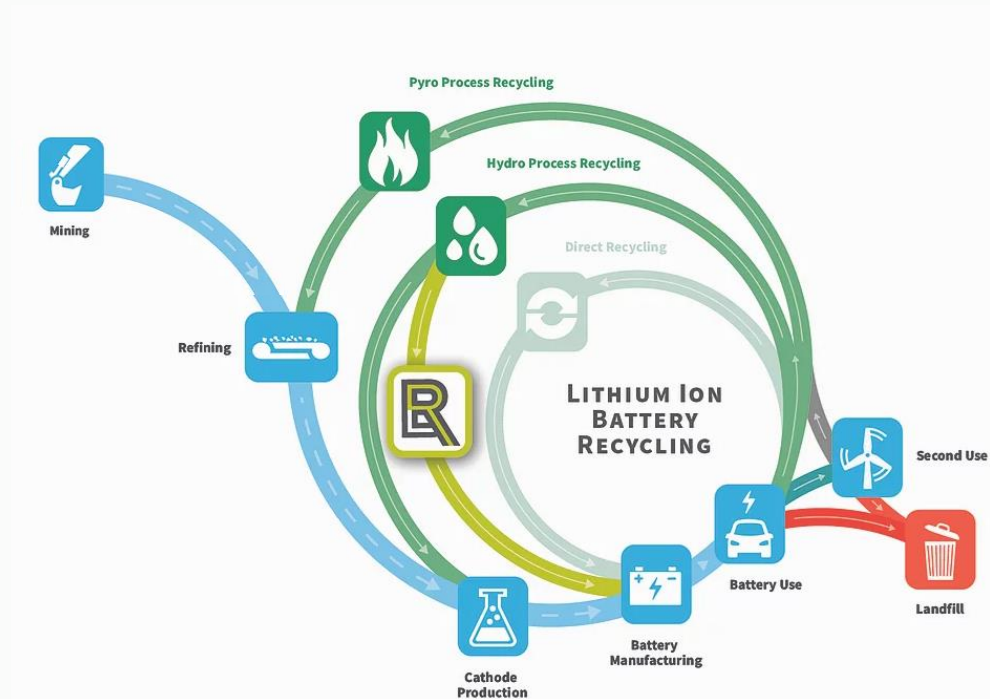 Pyro Process Recycling
Hydro Process Recycling
Mining
Direct Recycling
Refining
LITHIUM ION
BATTERY
RECYCLING
Second Use
Battery Use
Landfill
Battery
Manufacturing
Cathode
Production